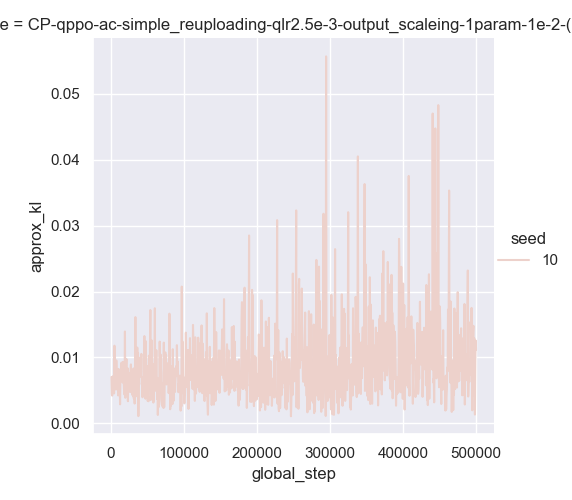 e = CP-qppo-ac-simple_reuploading-qlr2.5e-3-output_scaleing-1param-1e-2-(
0.05
0.04
0.03
0.02
0.01
0.00
approx_kl
0 100000 200000 300000 400000 500000
global_step
seed
10